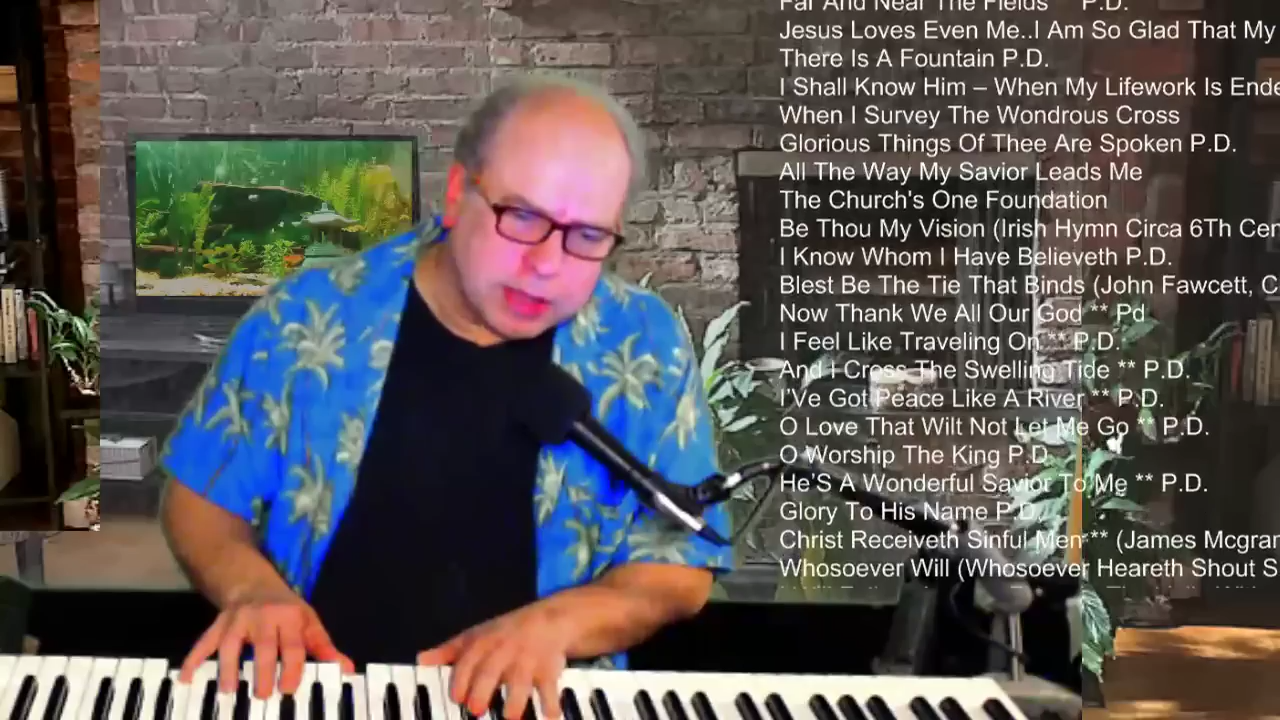 Far And Near The Fields ** P.D.
Jesus Loves Even Me..I Am So Glad That My
There Is A Fountain P.D.
I Shall Know Him – When My Lifework Is Ende
When I Survey The Wondrous Cross
Glorious Things Of Thee Are Spoken P.D.
All The Way My Savior Leads Me
The Church's One Foundation
Be Thou My Vision (Irish Hymn Circa 6Th Cen
I Know Whom I Have Believeth P.D.
Blest Be The Tie That Binds (John Fawcett, C
Now Thank We All Our God ** Pd
I Feel Like Traveling On ** P.D.
And I Cross The Swelling Tide ** P.D.
I'Ve Got Peace Like A River ** P.D.
O Love That Wilt Not Let Me Go ** P.D.
O Worship The King P.D
He'S A Wonderful Savior To Me ** P.D.
Glory To His Name P.D.
Christ Receiveth Sinful Men ** (James Mcgran
Whosoever Will (Whosoever Heareth Shout S